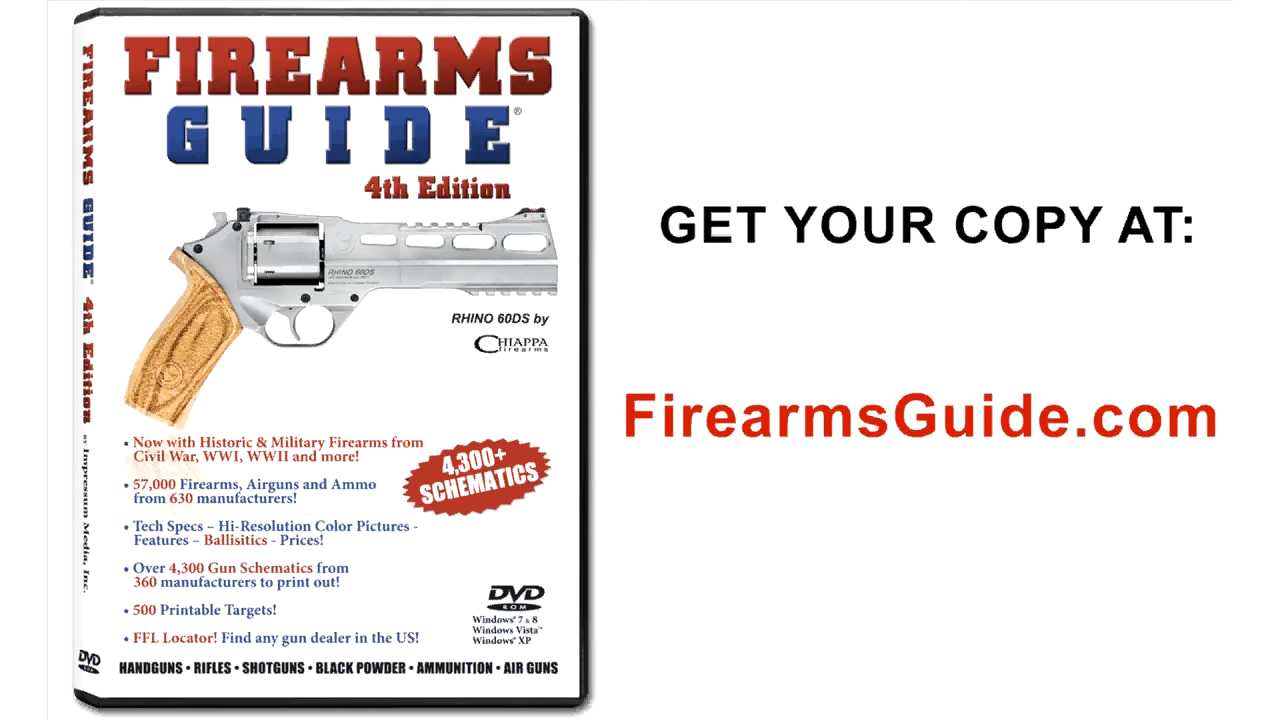 FIREARMS
GUIDE®
4th Edition
FIREARMS GUIDE® 4th Edition BY Impressum Media, Inc.
RHINO 60DS
RHINO 60DS by
CHIAPPA
firearms
• Now with Historic & Military Firearms from
Civil War, WWI, WWII and more!
4,300+
SCHEMATICS
• 57,000 Firearms, Airguns and Ammo
from 630 manufacturers!
• Tech Specs – Hi-Resolution Color Pictures -
Features – Ballisitics - Prices!
• Over 4,300 Gun Schematics from
360 manufacturers to print out!
• 500 Printable Targets!
• FFL Locator! Find any gun dealer in the US!
DVD
ROM
Windows® 7 & 8
Windows Vista™
Windows® XP
DVD
HANDGUNS • RIFLES • SHOTGUNS • BLACK POWDER • AMMUNITION • AIR GUNS
GET YOUR COPY AT:
FirearmsGuide.com